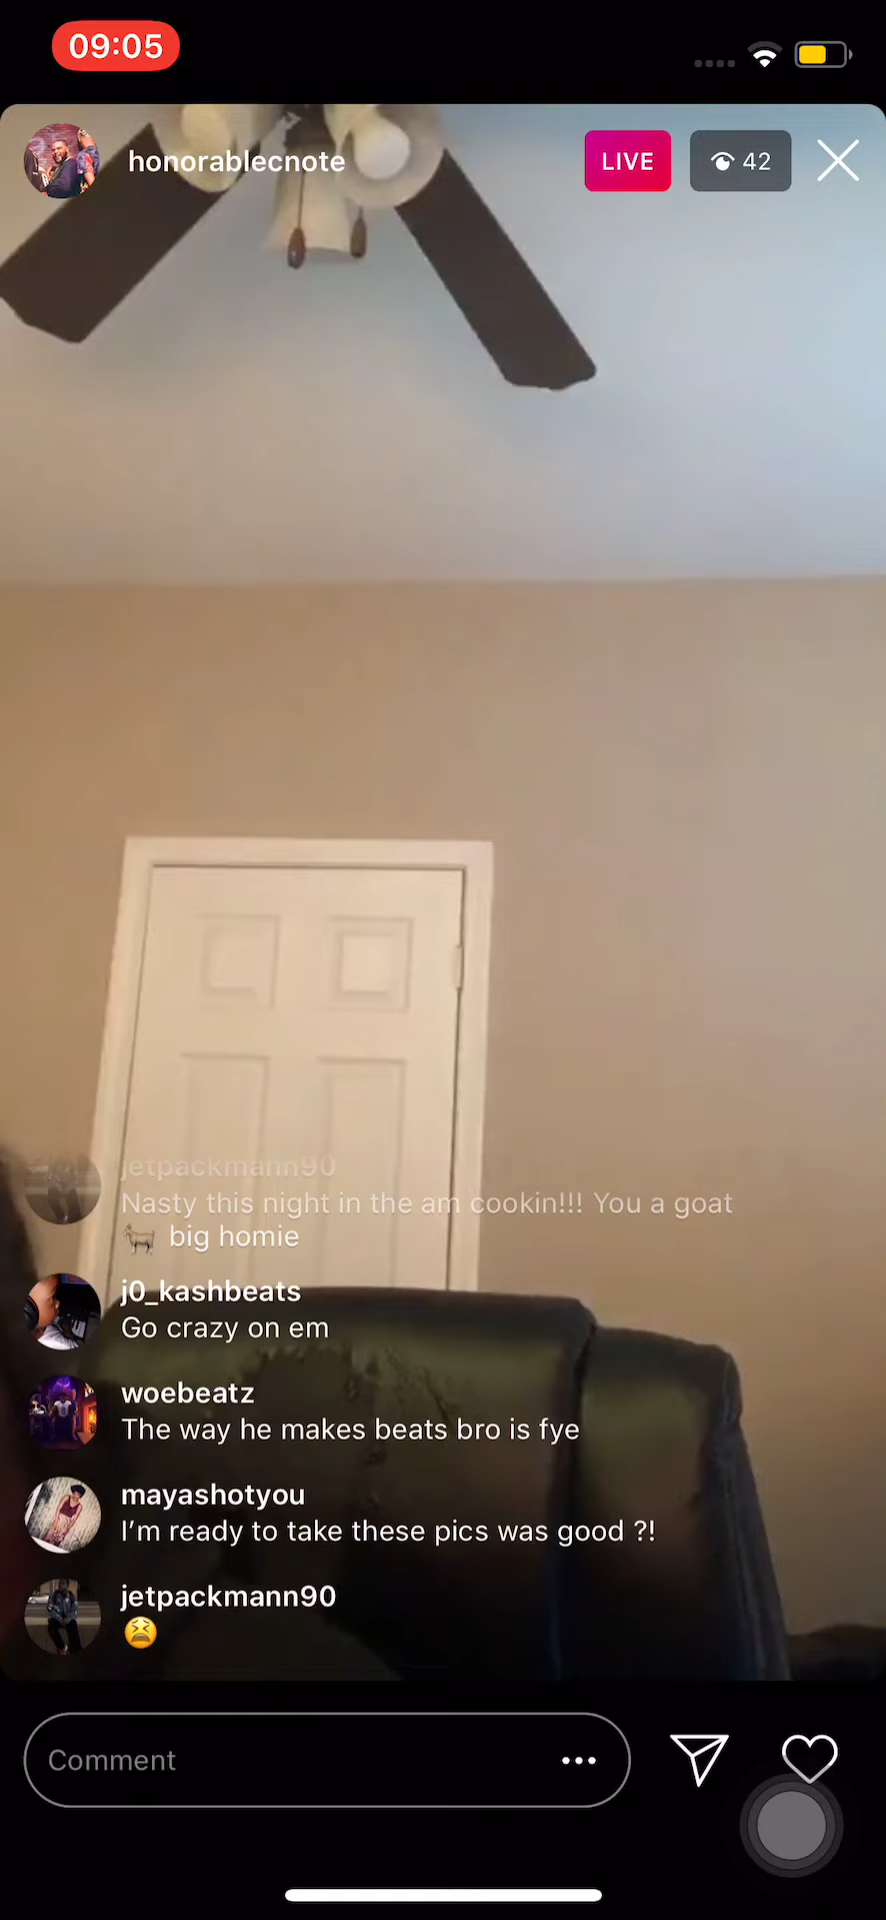 09:05
honorablecnote
LIVE
42
jetpackmann90
Nasty this night in the am cookin!!! You a goat
🐐 big homie
j0_kashbeats
Go crazy on em
woebeatz
The way he makes beats bro is fye
mayashotyou
I'm ready to take these pics was good ?!
jetpackmann90
😫
Comment